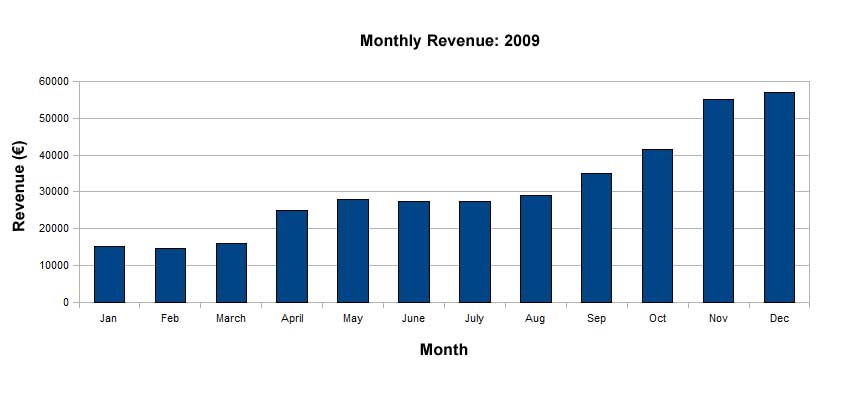 Monthly Revenue: 2009
60000
50000
40000
30000
20000
10000
0
Revenue (€)
Jan Feb March April May June July Aug Sep Oct Nov Dec
Month